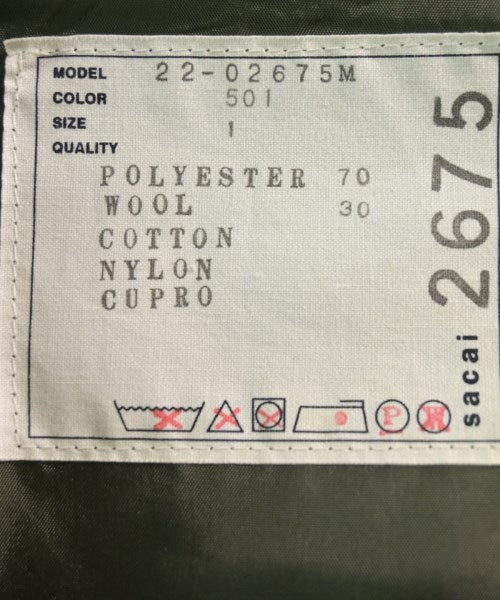 MODEL 22-02675M
COLOR 501
SIZE 1
QUALITY
POLYESTER 70
WOOL 30
COTTON
NYLON
CUPRO
P W
sacai 2675